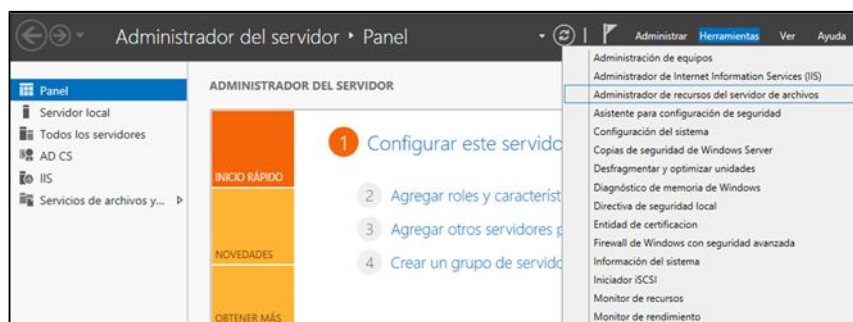 Administrador del servidor ‣ Panel
Administrar Herramientas Ver Ayuda
Panel
Servidor local
Todos los servidores
AD CS
IIS
Servicios de archivos y...
ADMINISTRADOR DEL SERVIDOR
INICIO RÁPIDO
NOVEDADES
OBTENER MÁS
1 Configurar este servido
2 Agregar roles y característ
3 Agregar otros servidores p
4 Crear un grupo de servido
Administración de equipos
Administrador de Internet Information Services (IIS)
Administrador de recursos del servidor de archivos
Asistente para configuración de seguridad
Configuración del sistema
Copias de seguridad de Windows Server
Desfragmentar y optimizar unidades
Diagnóstico de memoria de Windows
Directiva de seguridad local
Entidad de certificacion
Firewall de Windows con seguridad avanzada
Información del sistema
Iniciador iSCSI
Monitor de recursos
Monitor de rendimiento